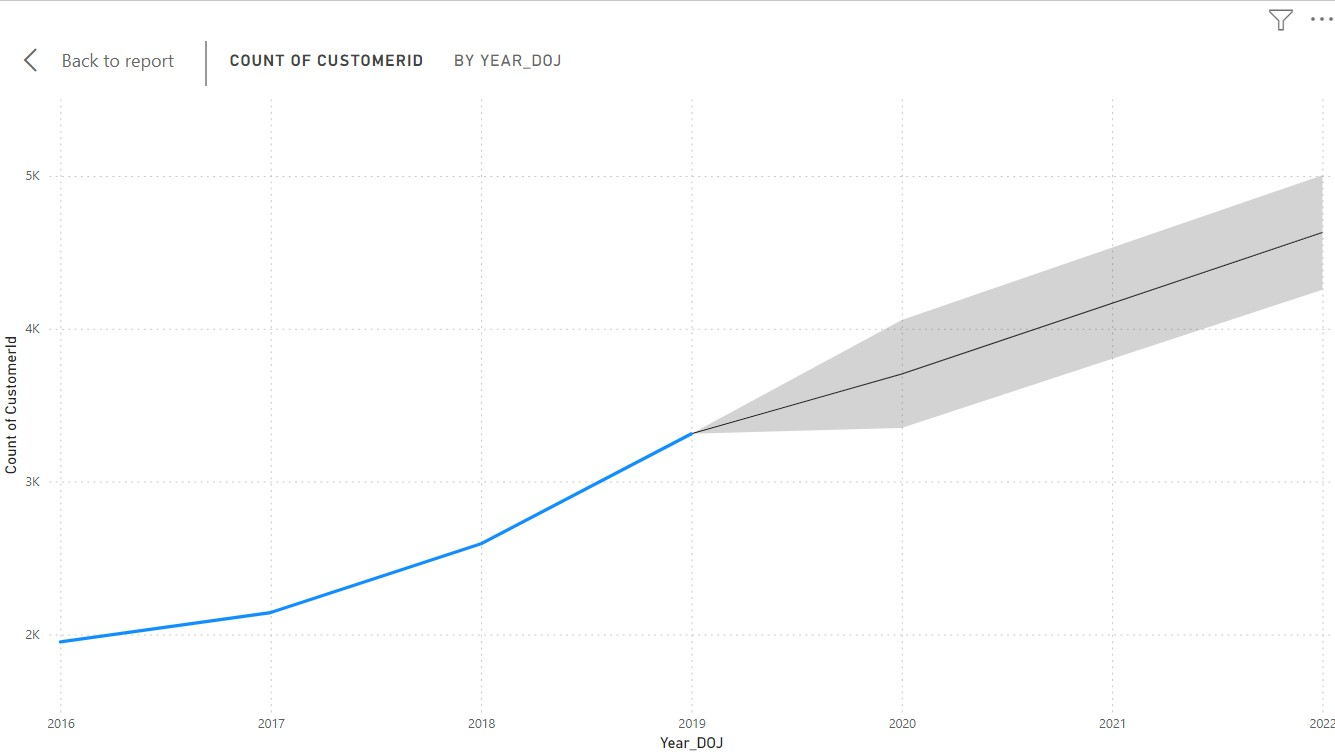 Back to report COUNT OF CUSTOMERID BY YEAR_DOJ
5K
4K
3K
2K
Count of CustomerId
2016 2017 2018 2019 2020 2021 2022
Year_DOJ